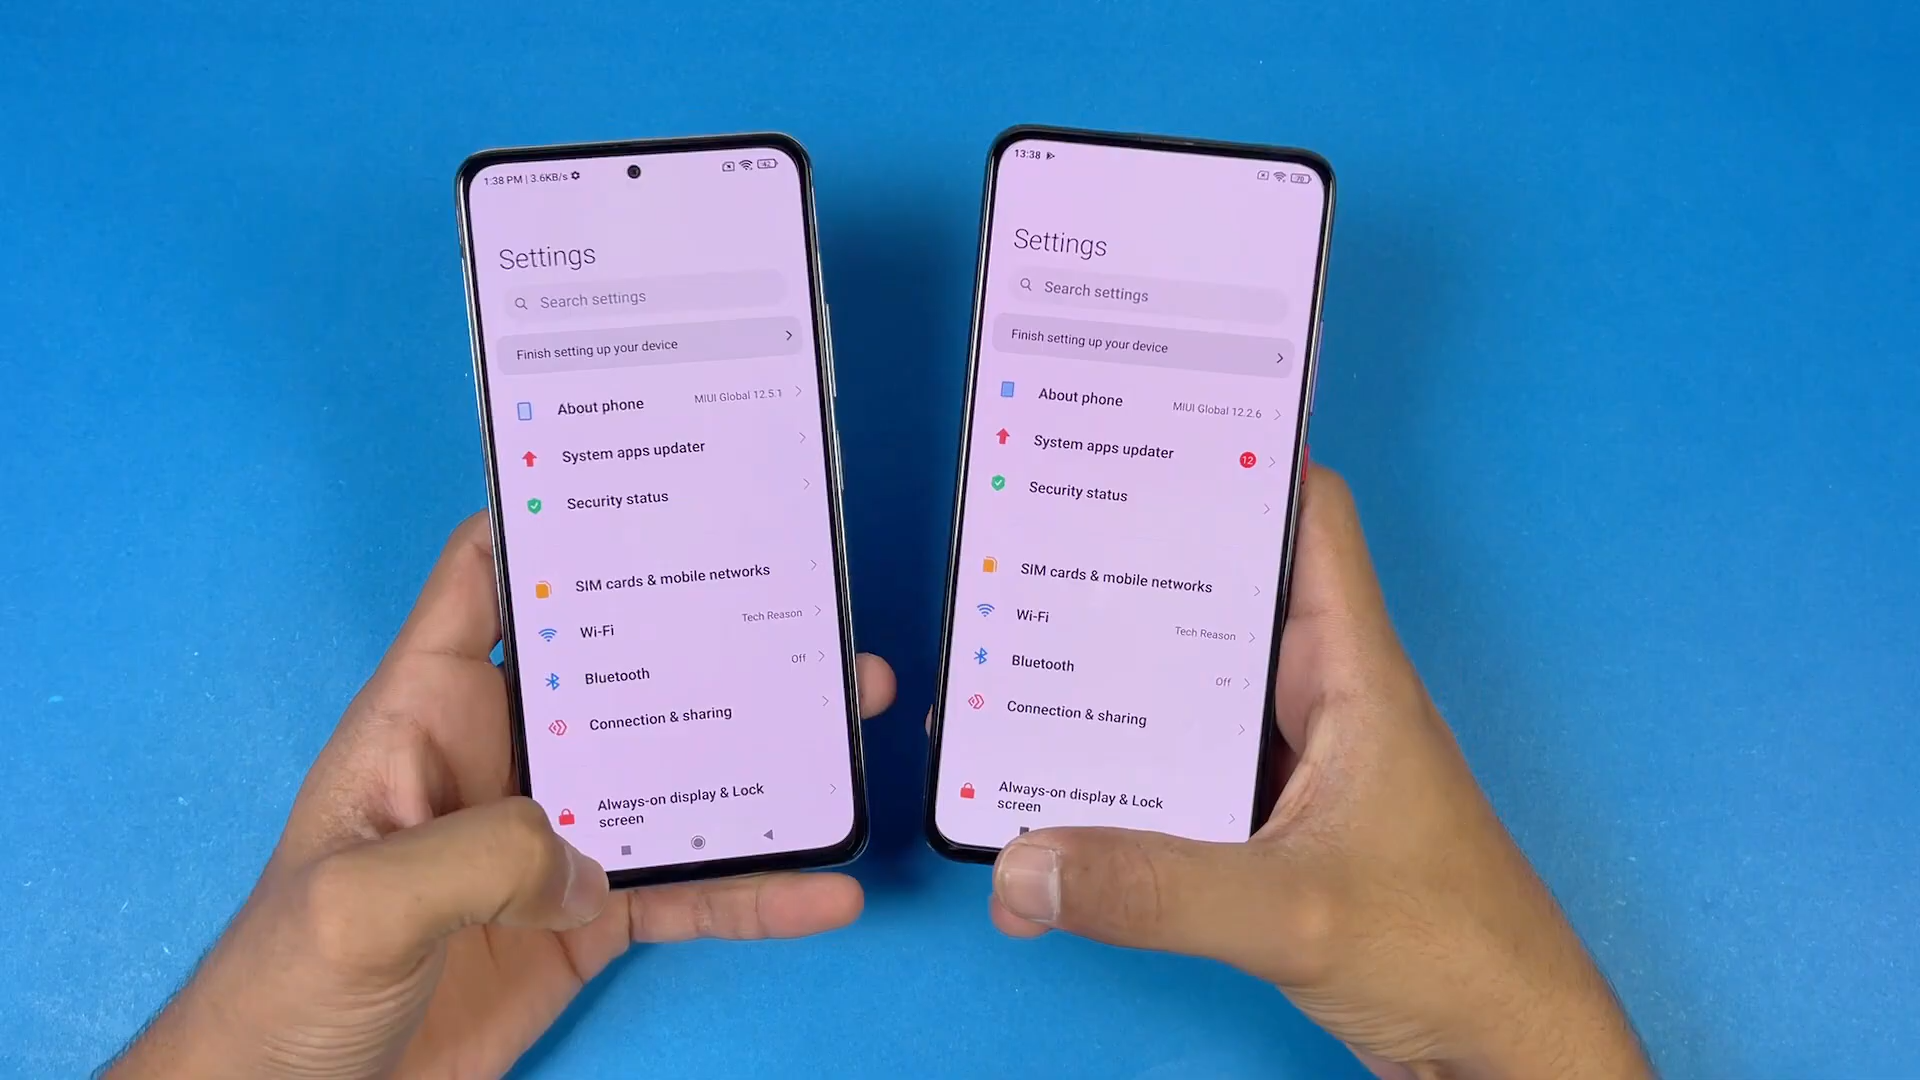 1:38 PM | 3.6KB/s
42
Settings
Search settings
Finish setting up your device
About phone
MIUI Global 12.5.1
System apps updater
Security status
SIM cards & mobile networks
Wi-Fi
Tech Reason
Bluetooth
Off
Connection & sharing
Always-on display & Lock
screen
13:38
70
Settings
Search settings
Finish setting up your device
About phone
MIUI Global 12.2.6
System apps updater
12
Security status
SIM cards & mobile networks
Wi-Fi
Tech Reason
Bluetooth
Off
Connection & sharing
Always-on display & Lock
screen